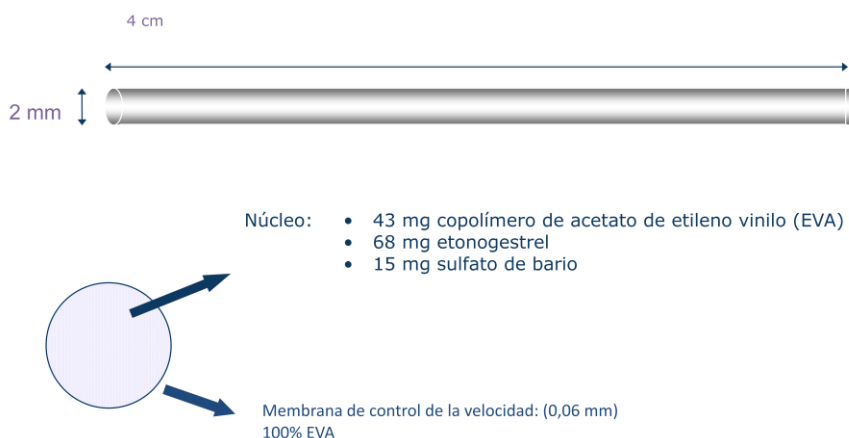 4 cm
2 mm
Núcleo: • 43 mg copolímero de acetato de etileno vinilo (EVA)
• 68 mg etonogestrel
• 15 mg sulfato de bario
Membrana de control de la velocidad: (0,06 mm)
100% EVA